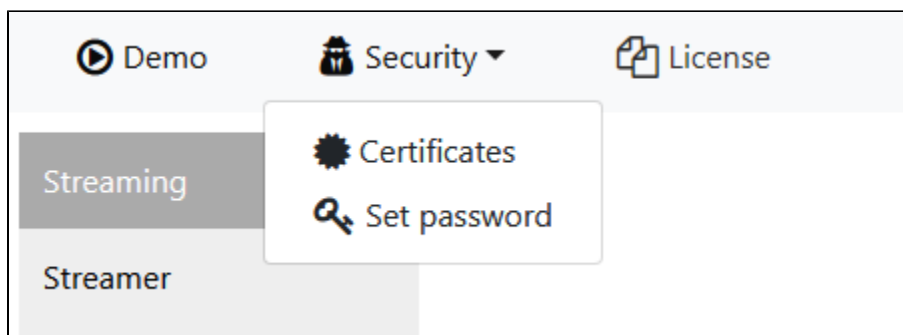 Demo
Security
License
Certificates
Set password
Streaming
Streamer